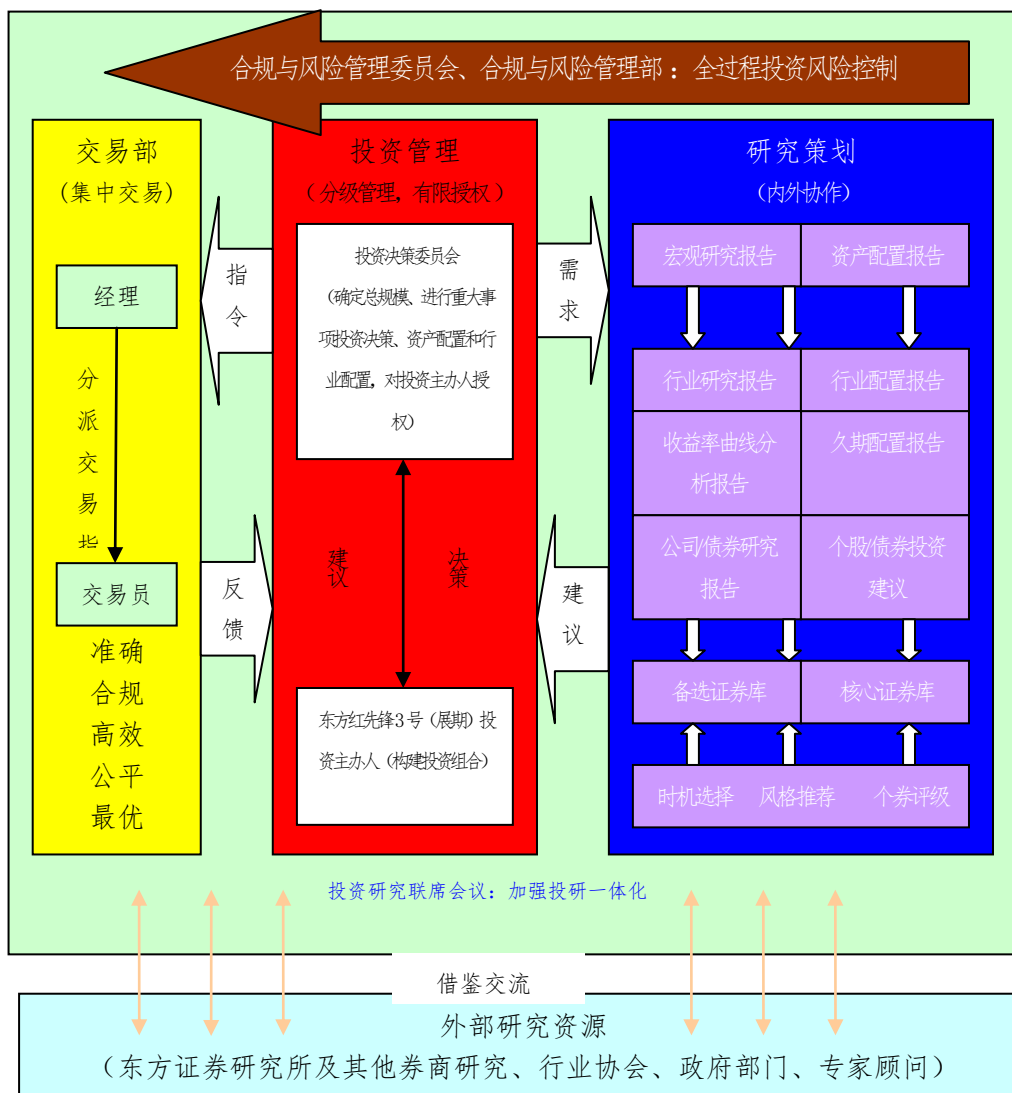 合规与风险管理委员会、合规与风险管理部：全过程投资风险控制
交易部
(集中交易)
经理
分
派
交
易
指
交易员
准确
合规
高效
公平
最优
指
令
反
馈
投资管理
（分级管理，有限授权）
投资决策委员会
（确定总规模、进行重大事
项投资决策、资产配置和行
业配置，对投资主办人授
权）
建议
决策
东方红先锋3号（展期）投
资主办人（构建投资组合）
需
求
建
议
研究策划
（内外协作）
宏观研究报告
资产配置报告
行业研究报告
行业配置报告
收益率曲线分
析报告
久期配置报告
公司/债券研究
报告
个股/债券投资
建议
备选证券库
核心证券库
时机选择 风格推荐 个券评级
投资研究联席会议：加强投研一体化
借鉴交流
外部研究资源
（东方证券研究所及其他券商研究、行业协会、政府部门、专家顾问）